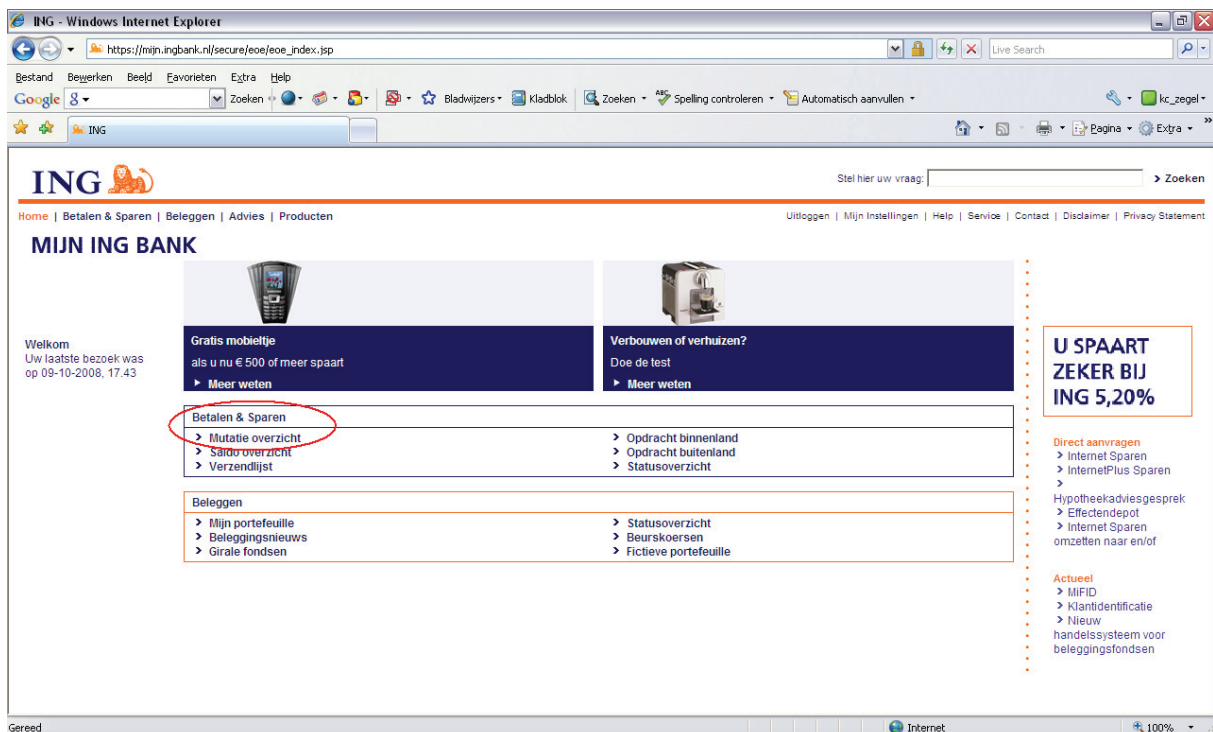 ING - Windows Internet Explorer
https://mijn.ingbank.nl/secure/eoe/eoe_index.jsp
Live Search
Bestand Bewerken Beeld Favorieten Extra Help
Google Zoeken Bladwijzers Kladblok Zoeken ABC Spelling controleren Automatisch aanvullen kc_zegel
ING
Pagina Extra »
ING
Stel hier uw vraag: Zoeken
Home | Betalen & Sparen | Beleggen | Advies | Producten
Uitloggen | Mijn Instellingen | Help | Service | Contact | Disclaimer | Privacy Statement
MIJN ING BANK
Welkom
Uw laatste bezoek was
op 09-10-2008, 17.43
Gratis mobieltje
als u nu € 500 of meer spaart
Meer weten
Verbouwen of verhuizen?
Doe de test
Meer weten
Betalen & Sparen
Mutatie overzicht
Saldo overzicht
Verzendlijst
Opdracht binnenland
Opdracht buitenland
Statusoverzicht
Beleggen
Mijn portefeuille
Beleggingsnieuws
Girale fondsen
Statusoverzicht
Beurskoersen
Fictieve portefeuille
U SPAART
ZEKER BIJ
ING 5,20%
Direct aanvragen
Internet Sparen
InternetPlus Sparen
Hypotheekadviesgesprek
Effectendepot
Internet Sparen
omzetten naar en/of
Actueel
MiFID
Klantidentificatie
Nieuw
handelssysteem voor
beleggingsfondsen
Gereed
Internet
100%